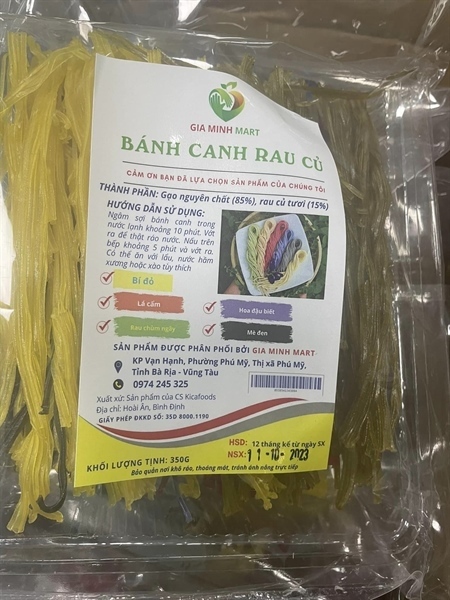 GIA MINH MART
BÁNH CANH RAU CỦ
CẢM ƠN BẠN ĐÃ LỰA CHỌN SẢN PHẨM CỦA CHÚNG TÔI
THÀNH PHẦN: Gạo nguyên chất (85%), rau củ tươi (15%)
HƯỚNG DẪN SỬ DỤNG:
Ngâm sợi bánh canh trong
nước lạnh khoảng 10 phút. Vớt
ra để thật ráo nước. Nấu trên
bếp khoảng 5 phút và vớt ra.
Có thể ăn với lẩu, nước hầm
xương hoặc xào tùy thích
Bí đỏ
Lá cẩm
Hoa đậu biết
Rau chùm ngây
Mè đen
SẢN PHẨM ĐƯỢC PHÂN PHỐI BỞI GIA MINH MART
KP Vạn Hạnh, Phường Phú Mỹ, Thị xã Phú Mỹ,
Tỉnh Bà Rịa - Vũng Tàu
0974 245 325
Xuất xứ: Sản phẩm của CS Kicafoods
Địa chỉ: Hoài Ân, Bình Định
GIẤY PHÉP ĐKKD SỐ: 35D 8000.1190
HSD: 12 tháng kể từ ngày SX
NSX: 11-10-2023
KHỐI LƯỢNG TỊNH: 350G
Bảo quản nơi khô ráo, thoáng mát, tránh ánh nắng trực tiếp